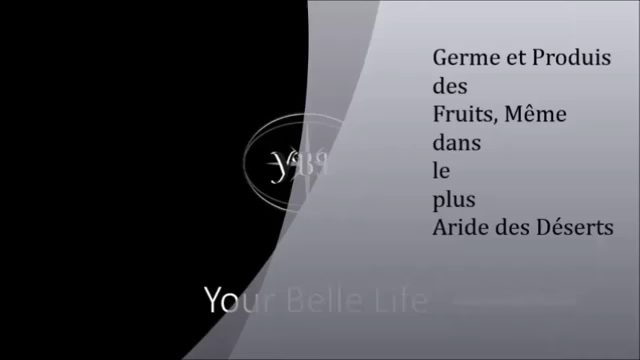 Germe et Produis
des
Fruits, Même
dans
le
plus
Aride des Déserts
Your Belle Life